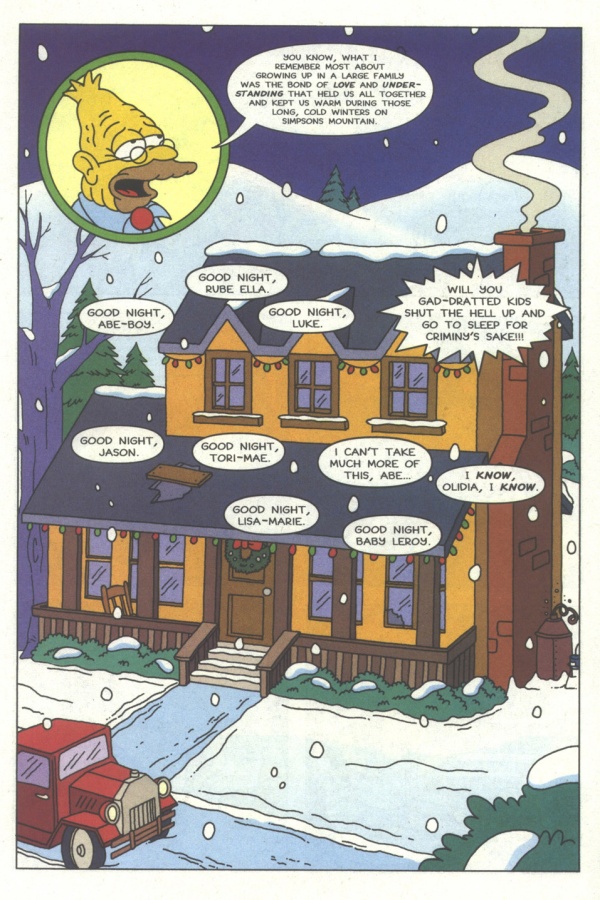 YOU KNOW, WHAT I
REMEMBER MOST ABOUT
GROWING UP IN A LARGE FAMILY
WAS THE BOND OF LOVE AND UNDER-
STANDING THAT HELD US ALL TOGETHER
AND KEPT US WARM DURING THOSE
LONG, COLD WINTERS ON
SIMPSONS MOUNTAIN.
GOOD NIGHT,
RUBE ELLA.
GOOD NIGHT,
ABE-BOY.
GOOD NIGHT,
LUKE.
WILL YOU
GAD-DRATTED KIDS
SHUT THE HELL UP AND
GO TO SLEEP FOR
CRIMINY'S SAKE!!!
GOOD NIGHT,
JASON.
GOOD NIGHT,
TORI-MAE.
I CAN'T TAKE
MUCH MORE OF
THIS, ABE...
I KNOW,
OLIDIA, I KNOW.
GOOD NIGHT,
LISA-MARIE.
GOOD NIGHT,
BABY LEROY.